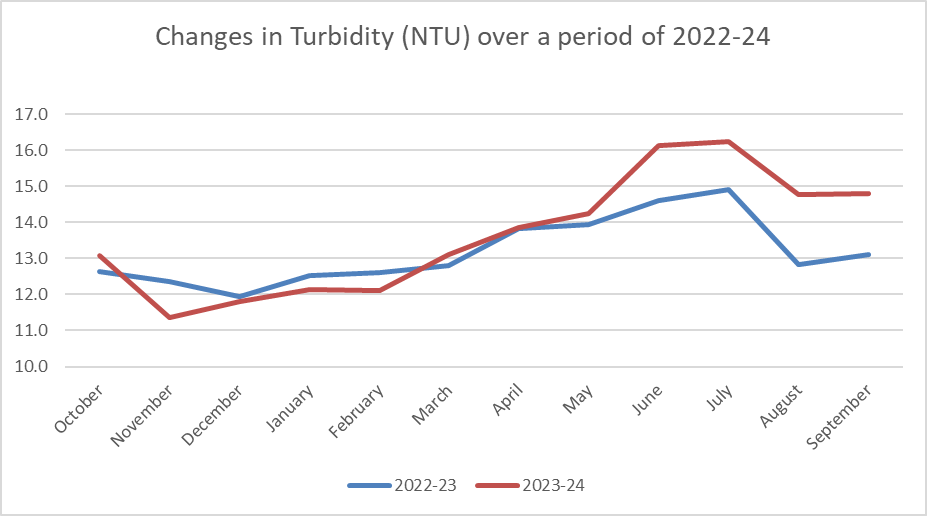 Changes in Turbidity (NTU) over a period of 2022-24
17.0
16.0
15.0
14.0
13.0
12.0
11.0
10.0
October
November
December
January
February
March
April
May
June
July
August
September
2022-23
2023-24